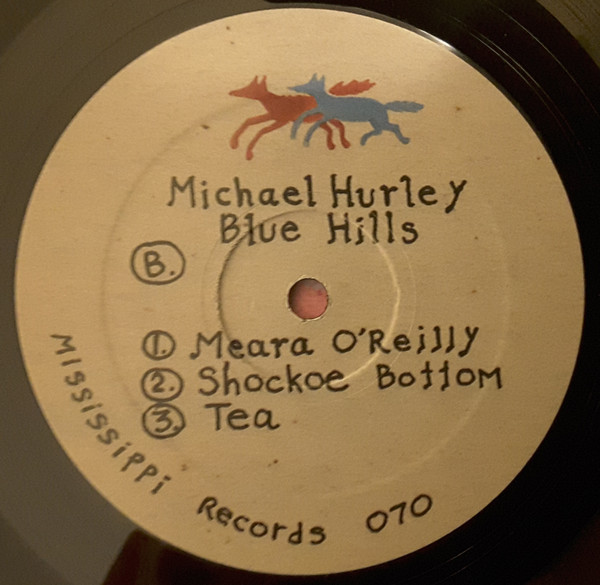 Michael Hurley
Blue Hills
B.
1. Meara O'Reilly
2. Shockoe Bottom
3. Tea
Mississippi Records 070